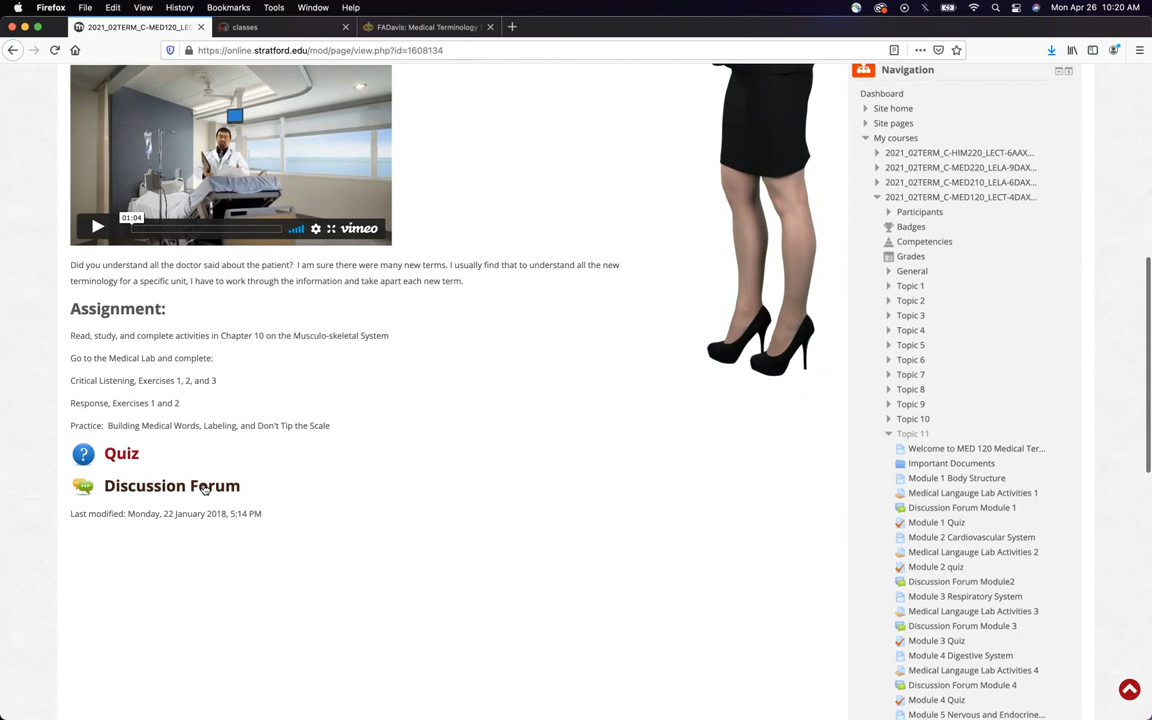 Firefox File Edit View History Bookmarks Tools Window Help Mon Apr 26 10:20 AM
2021_02TERM_C-MED120_LEC
classes
FADavis: Medical Terminology
https://online.stratford.edu/mod/page/view.php?id=1608134
01:04
vimeo
Did you understand all the doctor said about the patient? I am sure there were many new terms. I usually find that to understand all the new
terminology for a specific unit, I have to work through the information and take apart each new term.
Assignment:
Read, study, and complete activities in Chapter 10 on the Musculo-skeletal System
Go to the Medical Lab and complete:
Critical Listening, Exercises 1, 2, and 3
Response, Exercises 1 and 2
Practice: Building Medical Words, Labeling, and Don't Tip the Scale
Quiz
Discussion Forum
Last modified: Monday, 22 January 2018, 5:14 PM
Navigation
Dashboard
Site home
Site pages
My courses
2021_02TERM_C-HIM220_LECT-6AAX...
2021_02TERM_C-MED220_LELA-9DAX...
2021_02TERM_C-MED210_LELA-6DAX...
2021_02TERM_C-MED120_LECT-4DAX...
Participants
Badges
Competencies
Grades
General
Topic 1
Topic 2
Topic 3
Topic 4
Topic 5
Topic 6
Topic 7
Topic 8
Topic 9
Topic 10
Topic 11
Welcome to MED 120 Medical Ter...
Important Documents
Module 1 Body Structure
Medical Langauge Lab Activities 1
Discussion Forum Module 1
Module 1 Quiz
Module 2 Cardiovascular System
Medical Langauge Lab Activities 2
Module 2 quiz
Discussion Forum Module2
Module 3 Respiratory System
Medical Langauge Lab Activities 3
Discussion Forum Module 3
Module 3 Quiz
Module 4 Digestive System
Medical Langauge Lab Activities 4
Discussion Forum Module 4
Module 4 Quiz
Module 5 Nervous and Endocrine...